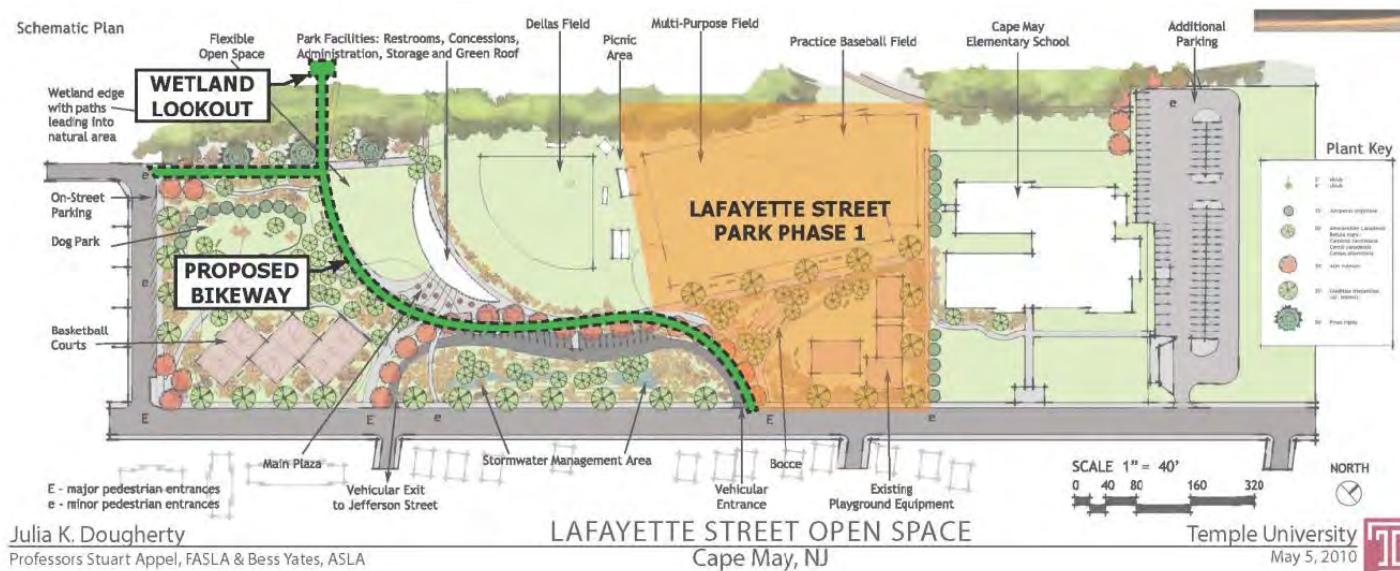 Schematic Plan
Flexible
Open Space
Park Facilities: Restrooms, Concessions,
Administration, Storage and Green Roof
Dellas Field
Picnic
Area
Multi-Purpose Field
Practice Baseball Field
Cape May
Elementary School
Additional
Parking
WETLAND
LOOKOUT
Wetland edge
with paths
leading into
natural area
e
e
Plant Key
On-Street
Parking
Dog Park
LAFAYETTE STREET
PARK PHASE 1
PROPOSED
BIKEWAY
e
e
Basketball
Courts
E
E
e
E
e
Main Plaza
Stormwater Management Area
Bocce
E - major pedestrian entrances
e - minor pedestrian entrances
Vehicular Exit
to Jefferson Street
Vehicular
Entrance
Existing
Playground Equipment
SCALE 1" = 40'
0 40 80 160 320
NORTH
Julia K. Dougherty
Professors Stuart Appel, FASLA & Bess Yates, ASLA
LAFAYETTE STREET OPEN SPACE
Cape May, NJ
Temple University
May 5, 2010
T